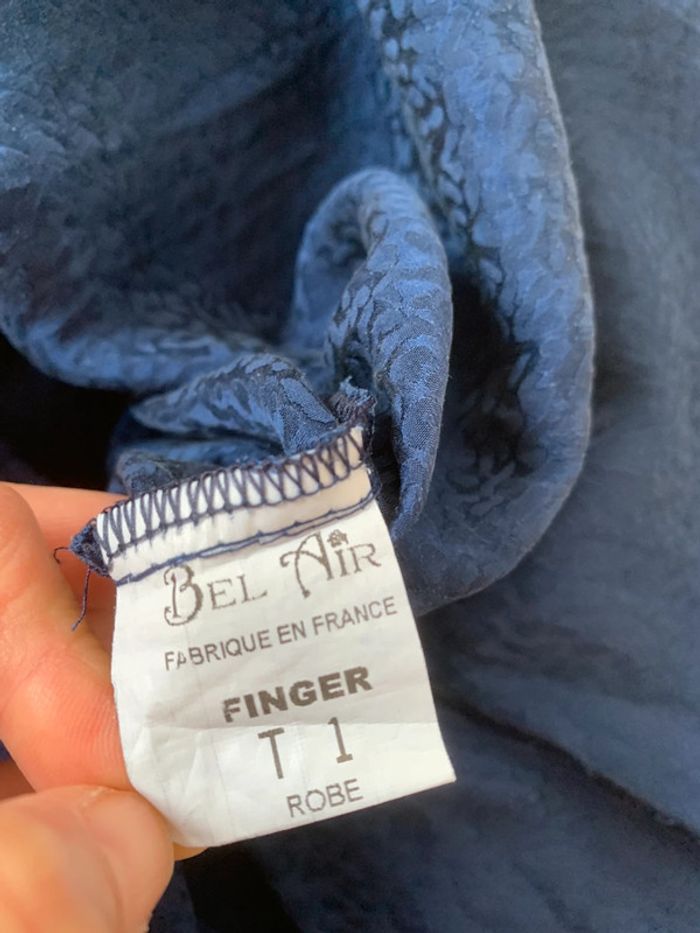 BEL AIR
FABRIQUE EN FRANCE
FINGER
T 1
ROBE